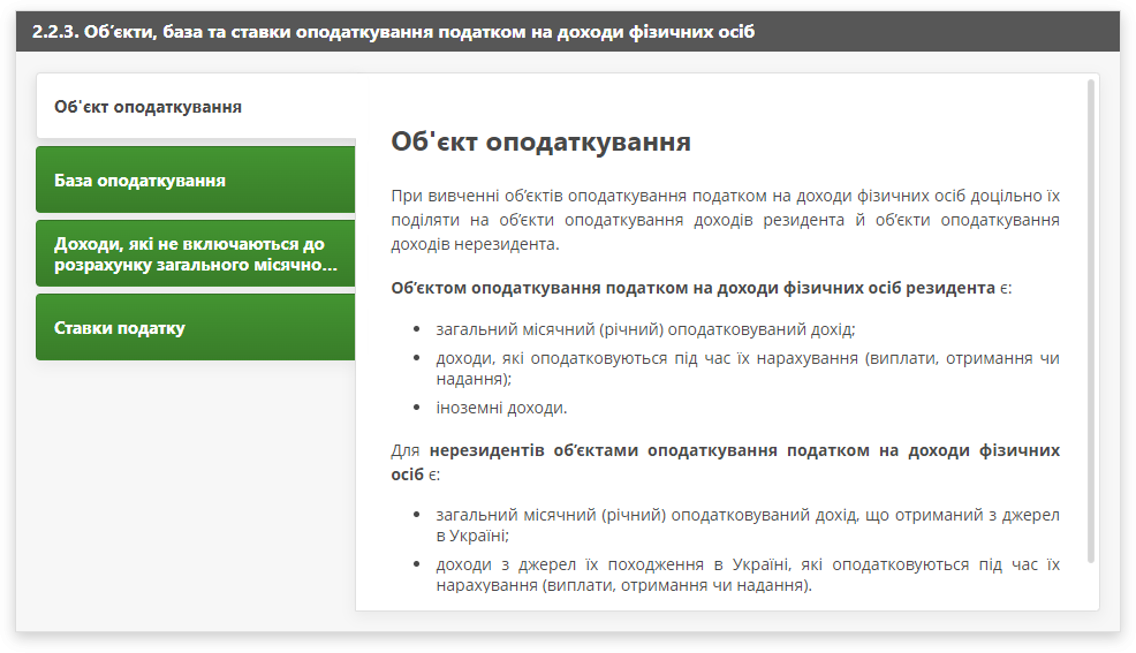 2.2.3. Об’єкти, база та ставки оподаткування податком на доходи фізичних осіб
Об'єкт оподаткування
База оподаткування
Доходи, які не включаються до
розрахунку загального місячно...
Ставки податку
Об'єкт оподаткування
При вивченні об’єктів оподаткування податком на доходи фізичних осіб доцільно їх
поділяти на об’єкти оподаткування доходів резидента й об’єкти оподаткування
доходів нерезидента.
Об’єктом оподаткування податком на доходи фізичних осіб резидента є:
• загальний місячний (річний) оподатковуваний дохід;
• доходи, які оподатковуються під час їх нарахування (виплати, отримання чи
надання);
• іноземні доходи.
Для нерезидентів об’єктами оподаткування податком на доходи фізичних
осіб є:
• загальний місячний (річний) оподатковуваний дохід, що отриманий з джерел
в Україні;
• доходи з джерел їх походження в Україні, які оподатковуються під час їх
нарахування (виплати, отримання чи надання).